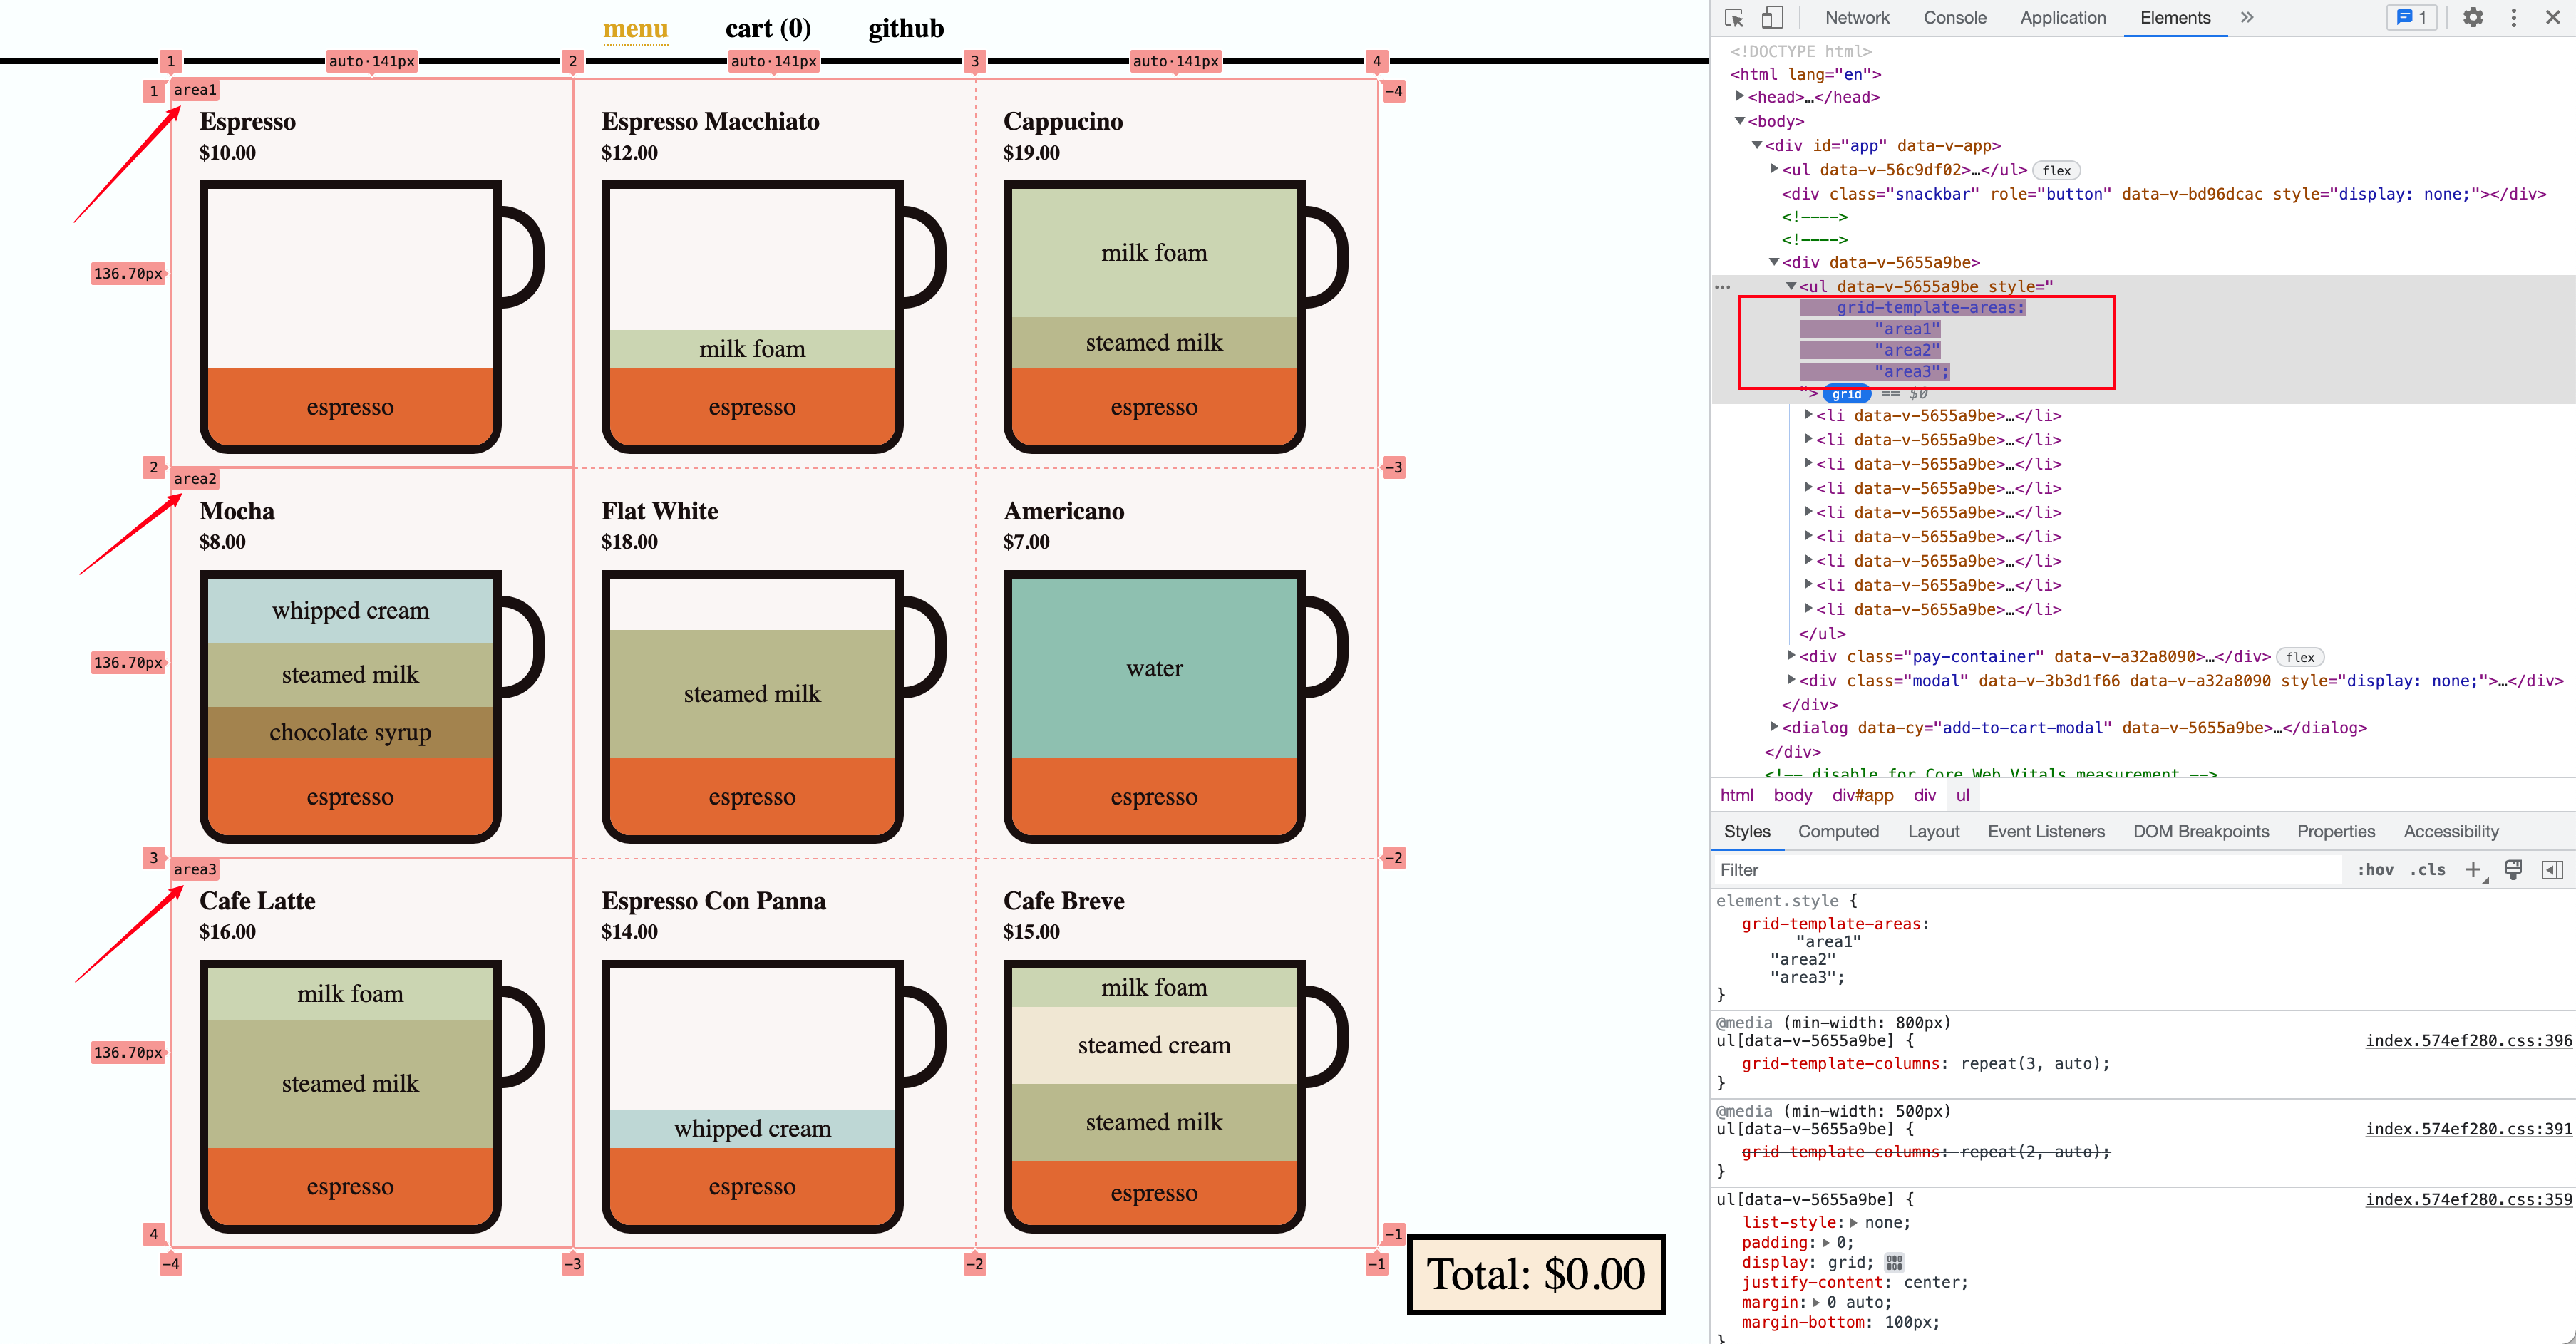 menu cart (0) github
1 auto·141px 2 auto·141px 3 auto·141px 4
1 area1 -4
Espresso Espresso Macchiato Cappucino
$10.00 $12.00 $19.00
136.70px
milk foam
steamed milk
milk foam
espresso espresso espresso
2 area2 -3
Mocha Flat White Americano
$8.00 $18.00 $7.00
136.70px
whipped cream
steamed milk
chocolate syrup
espresso
steamed milk
espresso
water
espresso
3 area3 -2
Cafe Latte Espresso Con Panna Cafe Breve
$16.00 $14.00 $15.00
136.70px
milk foam
steamed milk
espresso
whipped cream
espresso
milk foam
steamed cream
steamed milk
espresso
4 -1
-4 -3 -2 -1
Total: $0.00
Network Console Application Elements 1
<!DOCTYPE html>
<html lang="en">
<head>…</head>
<body>
<div id="app" data-v-app>
<ul data-v-56c9df02>…</ul> flex
<div class="snackbar" role="button" data-v-bd96dcac style="display: none;"></div>
<!---->
<!---->
<div data-v-5655a9be>
<ul data-v-5655a9be style="
grid-template-areas:
"area1"
"area2"
"area3";
"> grid == $0
<li data-v-5655a9be>…</li>
<li data-v-5655a9be>…</li>
<li data-v-5655a9be>…</li>
<li data-v-5655a9be>…</li>
<li data-v-5655a9be>…</li>
<li data-v-5655a9be>…</li>
<li data-v-5655a9be>…</li>
<li data-v-5655a9be>…</li>
<li data-v-5655a9be>…</li>
</ul>
<div class="pay-container" data-v-a32a8090>…</div> flex
<div class="modal" data-v-3b3d1f66 data-v-a32a8090 style="display: none;">…</div>
</div>
<dialog data-cy="add-to-cart-modal" data-v-5655a9be>…</dialog>
</div>
<!-- disable for Core Web Vitals measurement -->
html body div#app div ul
Styles Computed Layout Event Listeners DOM Breakpoints Properties Accessibility
Filter :hov .cls
element.style {
grid-template-areas:
"area1"
"area2"
"area3";
}
@media (min-width: 800px)
ul[data-v-5655a9be] { index.574ef280.css:396
grid-template-columns: repeat(3, auto);
}
@media (min-width: 500px)
ul[data-v-5655a9be] { index.574ef280.css:391
grid-template-columns: repeat(2, auto);
}
ul[data-v-5655a9be] { index.574ef280.css:359
list-style: none;
padding: 0;
display: grid;
justify-content: center;
margin: 0 auto;
margin-bottom: 100px;
}